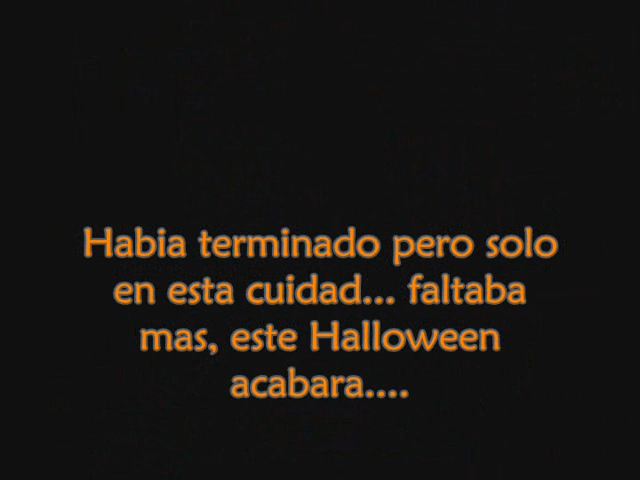 Habia terminado pero solo
en esta cuidad... faltaba
mas, este Halloween
acabara....